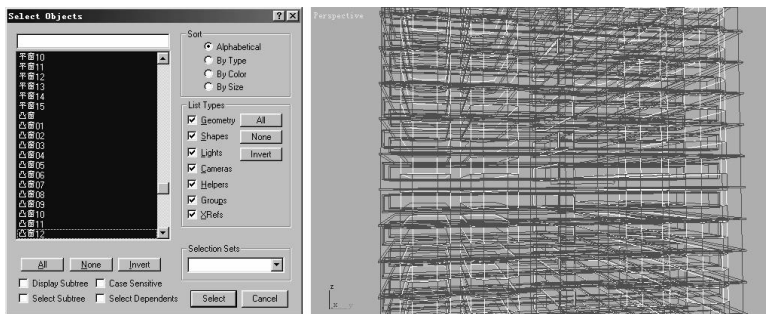 Select Objects
平窗10
平窗11
平窗12
平窗13
平窗14
平窗15
凸窗
凸窗01
凸窗02
凸窗03
凸窗04
凸窗05
凸窗06
凸窗07
凸窗08
凸窗09
凸窗10
凸窗11
凸窗12
All None Invert
Display Subtree Case Sensitive
Select Subtree Select Dependents
Sort
Alphabetical
By Type
By Color
By Size
List Types
Geometry All
Shapes None
Lights Invert
Cameras
Helpers
Groups
XRefs
Selection Sets
Select Cancel
Perspective
z
x